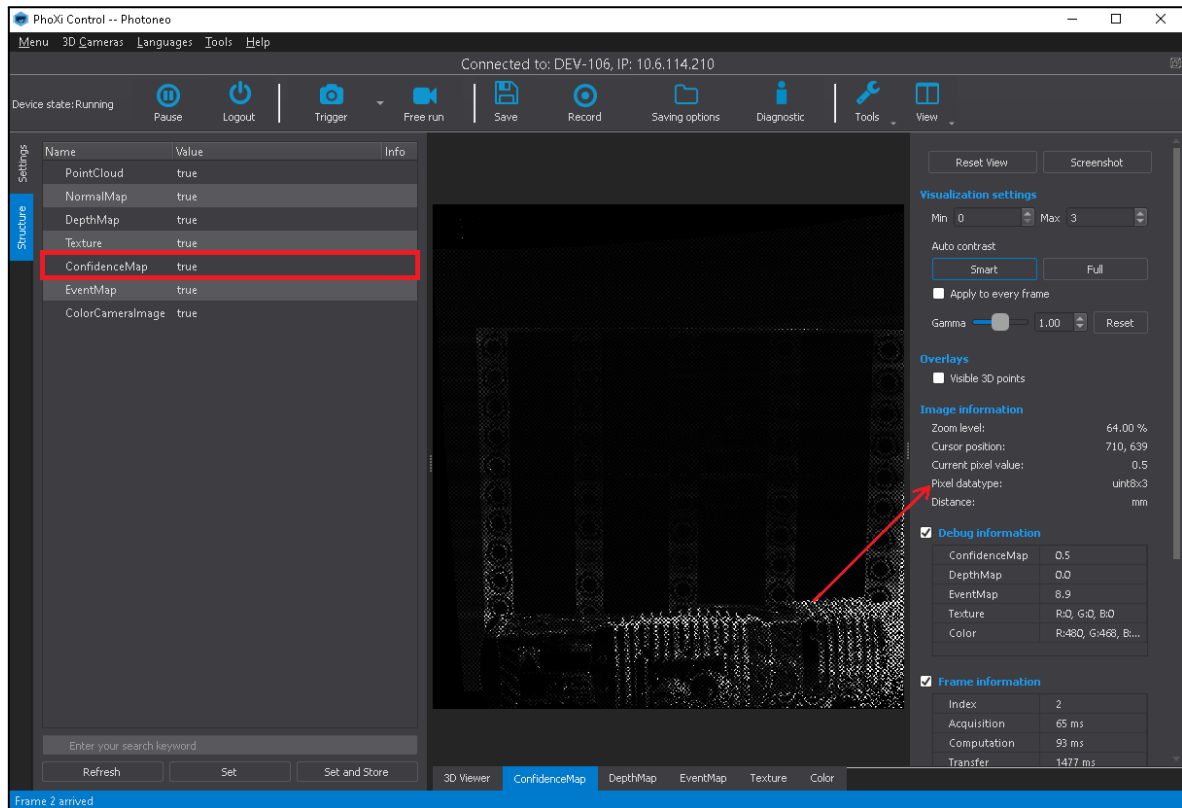 PhoXi Control -- Photoneo
Menu 3D Cameras Languages Tools Help
Connected to: DEV-106, IP: 10.6.114.210
Device state: Running
Pause Logout Trigger Free run Save Record Saving options Diagnostic Tools View
Settings
Structure
Name Value Info
PointCloud true
NormalMap true
DepthMap true
Texture true
ConfidenceMap true
EventMap true
ColorCameraImage true
Enter your search keyword
Refresh Set Set and Store
3D Viewer ConfidenceMap DepthMap EventMap Texture Color
Reset View Screenshot
Visualization settings
Min 0 Max 3
Auto contrast
Smart Full
Apply to every frame
Gamma 1.00 Reset
Overlays
Visible 3D points
Image information
Zoom level: 64.00 %
Cursor position: 710, 639
Current pixel value: 0.5
Pixel datatype: uint8x3
Distance: mm
Debug information
ConfidenceMap 0.5
DepthMap 0.0
EventMap 8.9
Texture R:0, G:0, B:0
Color R:480, G:468, B:...
Frame information
Index 2
Acquisition 65 ms
Computation 93 ms
Transfer 1477 ms
Frame 2 arrived